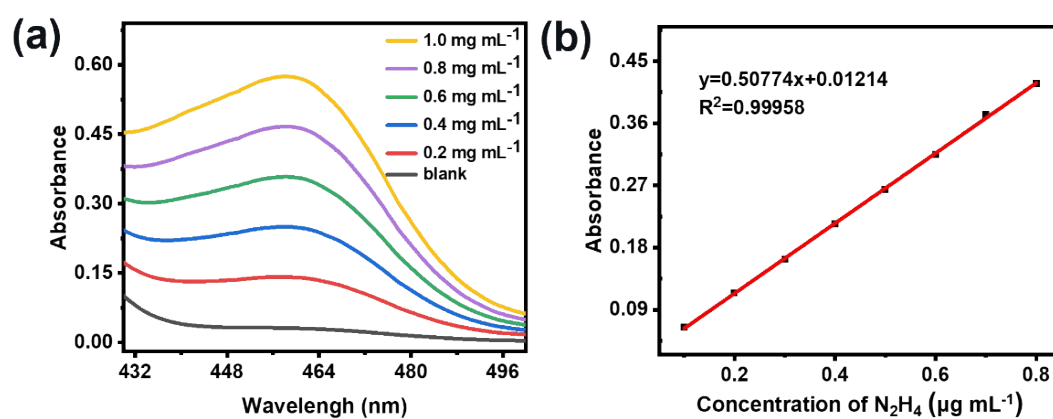 (a)
Absorbance
0.60
0.45
0.30
0.15
0.00
1.0 mg mL⁻¹
0.8 mg mL⁻¹
0.6 mg mL⁻¹
0.4 mg mL⁻¹
0.2 mg mL⁻¹
blank
432 448 464 480 496
Wavelengh (nm)
(b)
Absorbance
0.45
0.36
0.27
0.18
0.09
y=0.50774x+0.01214
R²=0.99958
0.2 0.4 0.6 0.8
Concentration of N₂H₄ (μg mL⁻¹)